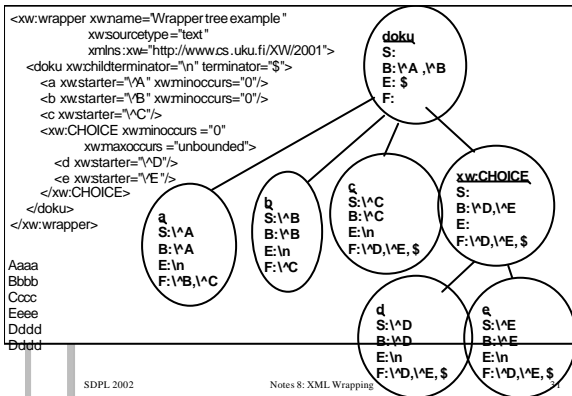 <xw:wrapper xw:name="Wrapper tree example"
xw:sourcetype="text"
xmlns:xw="http://www.cs.uku.fi/XW/2001">
<doku xw:childterminator="\n" terminator="$">
<a xw:starter="\^A" xw:minoccurs="0"/>
<b xw:starter="\^B" xw:minoccurs="0"/>
<c xw:starter="\^C"/>
<xw:CHOICE xw:minoccurs ="0"
xw:maxoccurs ="unbounded">
<d xw:starter="\^D"/>
<e xw:starter="\^E"/>
</xw:CHOICE>
</doku>
</xw:wrapper>
Aaaa
Bbbb
Cccc
Eeee
Dddd
Dddd
doku
S:
B:\^A ,\^B
E: $
F:
a
S:\^A
B:\^A
E:\n
F:\^B,\^C
b
S:\^B
B:\^B
E:\n
F:\^C
c
S:\^C
B:\^C
E:\n
F:\^D,\^E, $
xw:CHOICE
S:
B:\^D,\^E
E:
F:\^D,\^E, $
d
S:\^D
B:\^D
E:\n
F:\^D,\^E, $
e
S:\^E
B:\^E
E:\n
F:\^D,\^E, $
SDPL 2002
Notes 8: XML Wrapping
31